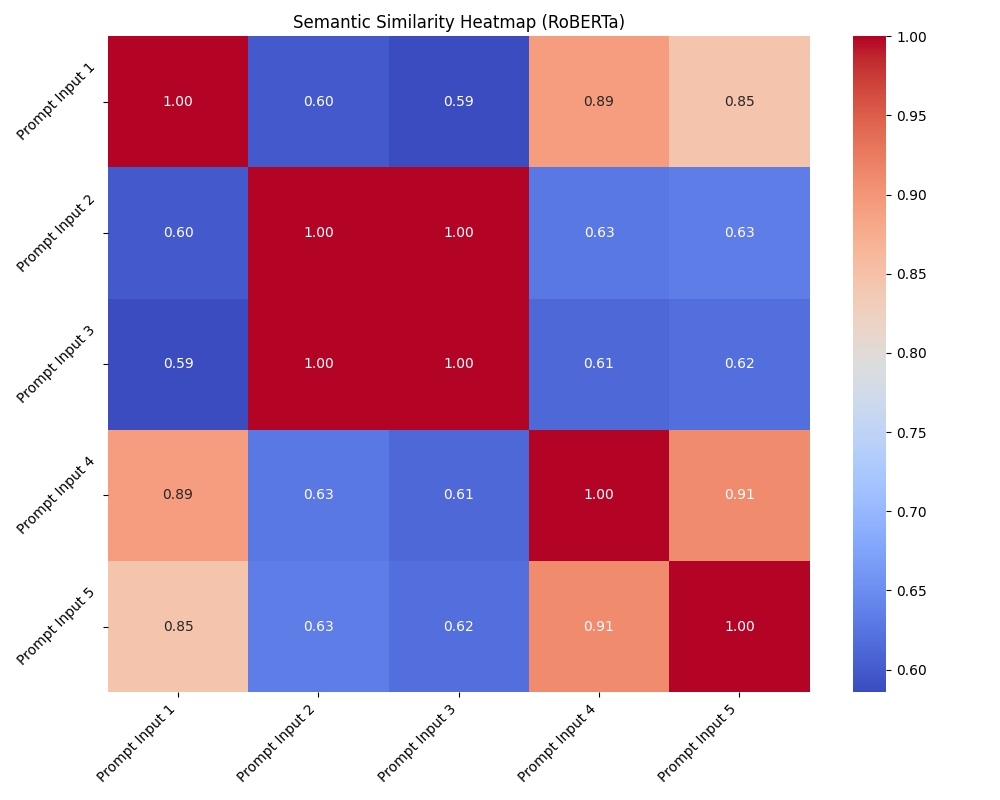 Semantic Similarity Heatmap (RoBERTa)
Prompt Input 1
1.00 0.60 0.59 0.89 0.85
Prompt Input 2
0.60 1.00 1.00 0.63 0.63
Prompt Input 3
0.59 1.00 1.00 0.61 0.62
Prompt Input 4
0.89 0.63 0.61 1.00 0.91
Prompt Input 5
0.85 0.63 0.62 0.91 1.00
Prompt Input 1
Prompt Input 2
Prompt Input 3
Prompt Input 4
Prompt Input 5
1.00
0.95
0.90
0.85
0.80
0.75
0.70
0.65
0.60